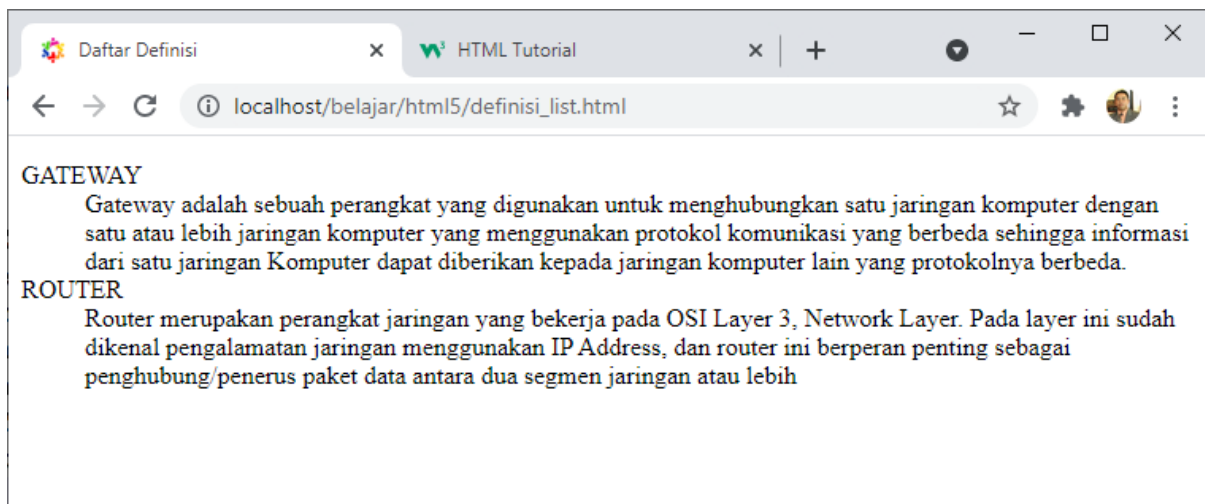 Daftar Definisi
HTML Tutorial
localhost/belajar/html5/definisi_list.html
GATEWAY
Gateway adalah sebuah perangkat yang digunakan untuk menghubungkan satu jaringan komputer dengan
satu atau lebih jaringan komputer yang menggunakan protokol komunikasi yang berbeda sehingga informasi
dari satu jaringan Komputer dapat diberikan kepada jaringan komputer lain yang protokolnya berbeda.
ROUTER
Router merupakan perangkat jaringan yang bekerja pada OSI Layer 3, Network Layer. Pada layer ini sudah
dikenal pengalamatan jaringan menggunakan IP Address, dan router ini berperan penting sebagai
penghubung/penerus paket data antara dua segmen jaringan atau lebih